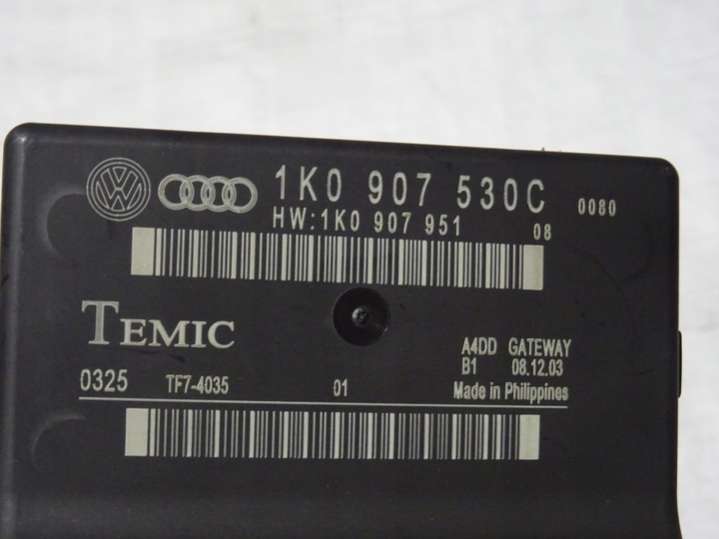 1K0 907 530C 0080
HW:1K0 907 951 08
TEMIC
A4DD GATEWAY
B1 08.12.03
0325 TF7-4035 01 Made in Philippines